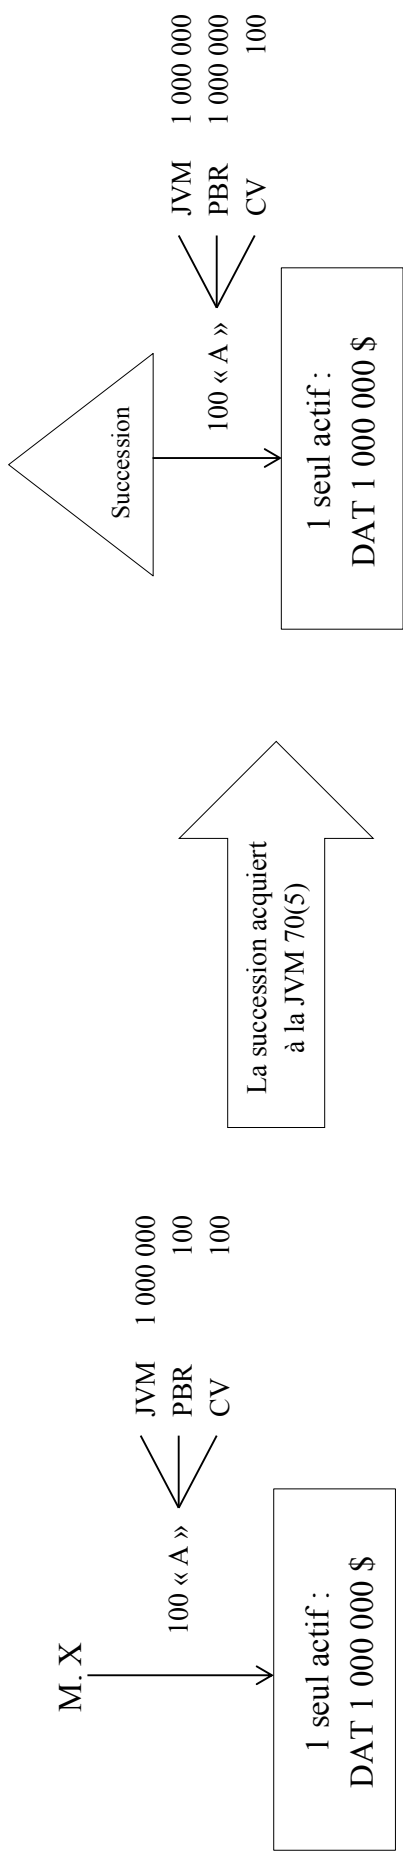 M. X
100 « A »
JVM 1 000 000
PBR 100
CV 100
1 seul actif :
DAT 1 000 000 $
La succession acquiert
à la JVM 70(5)
Succession
100 « A »
JVM 1 000 000
PBR 1 000 000
CV 100
1 seul actif :
DAT 1 000 000 $